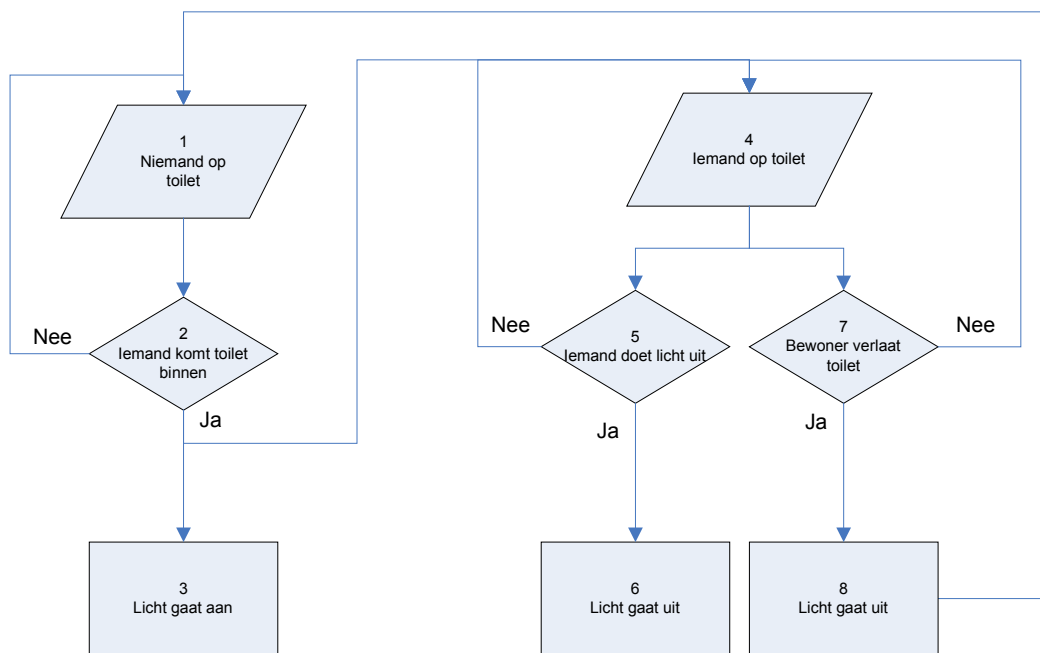 1
Niemand op
toilet
Nee
2
Iemand komt toilet
binnen
Ja
3
Licht gaat aan
4
Iemand op toilet
Nee
5
Iemand doet licht uit
Ja
6
Licht gaat uit
7
Bewoner verlaat
toilet
Nee
Ja
8
Licht gaat uit